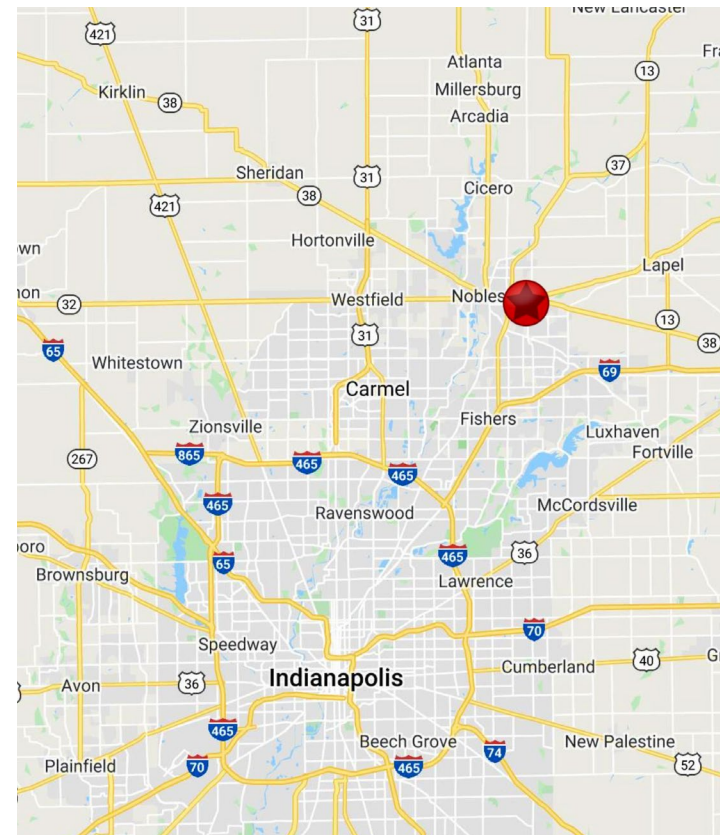 New Lancaster
31
421
13
Atlanta
Kirklin
38
Millersburg
Arcadia
37
Sheridan
31
38
Cicero
421
Hortonville
Lapel
32
Westfield
Nobles
13
31
38
65
Whitestown
69
Carmel
Fishers
Zionsville
Luxhaven
865
Fortville
267
465
465
465
McCordsville
Ravenswood
36
65
465
Brownsburg
Lawrence
70
Speedway
40
Cumberland
Indianapolis
Avon
36
465
Beech Grove
74
New Palestine
Plainfield
70
465
52